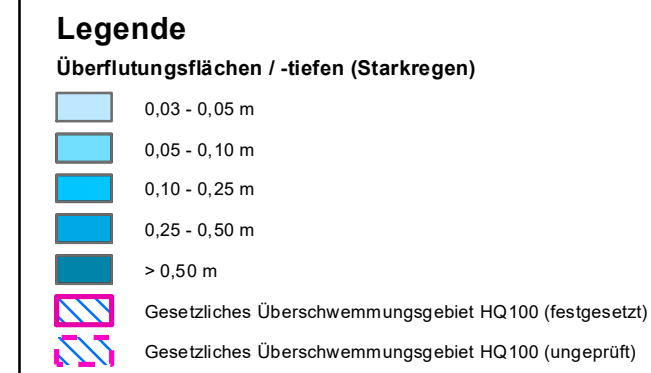 Legende
Überflutungsflächen / -tiefen (Starkregen)
0,03 - 0,05 m
0,05 - 0,10 m
0,10 - 0,25 m
0,25 - 0,50 m
> 0,50 m
Gesetzliches Überschwemmungsgebiet HQ100 (festgesetzt)
Gesetzliches Überschwemmungsgebiet HQ100 (ungeprüft)